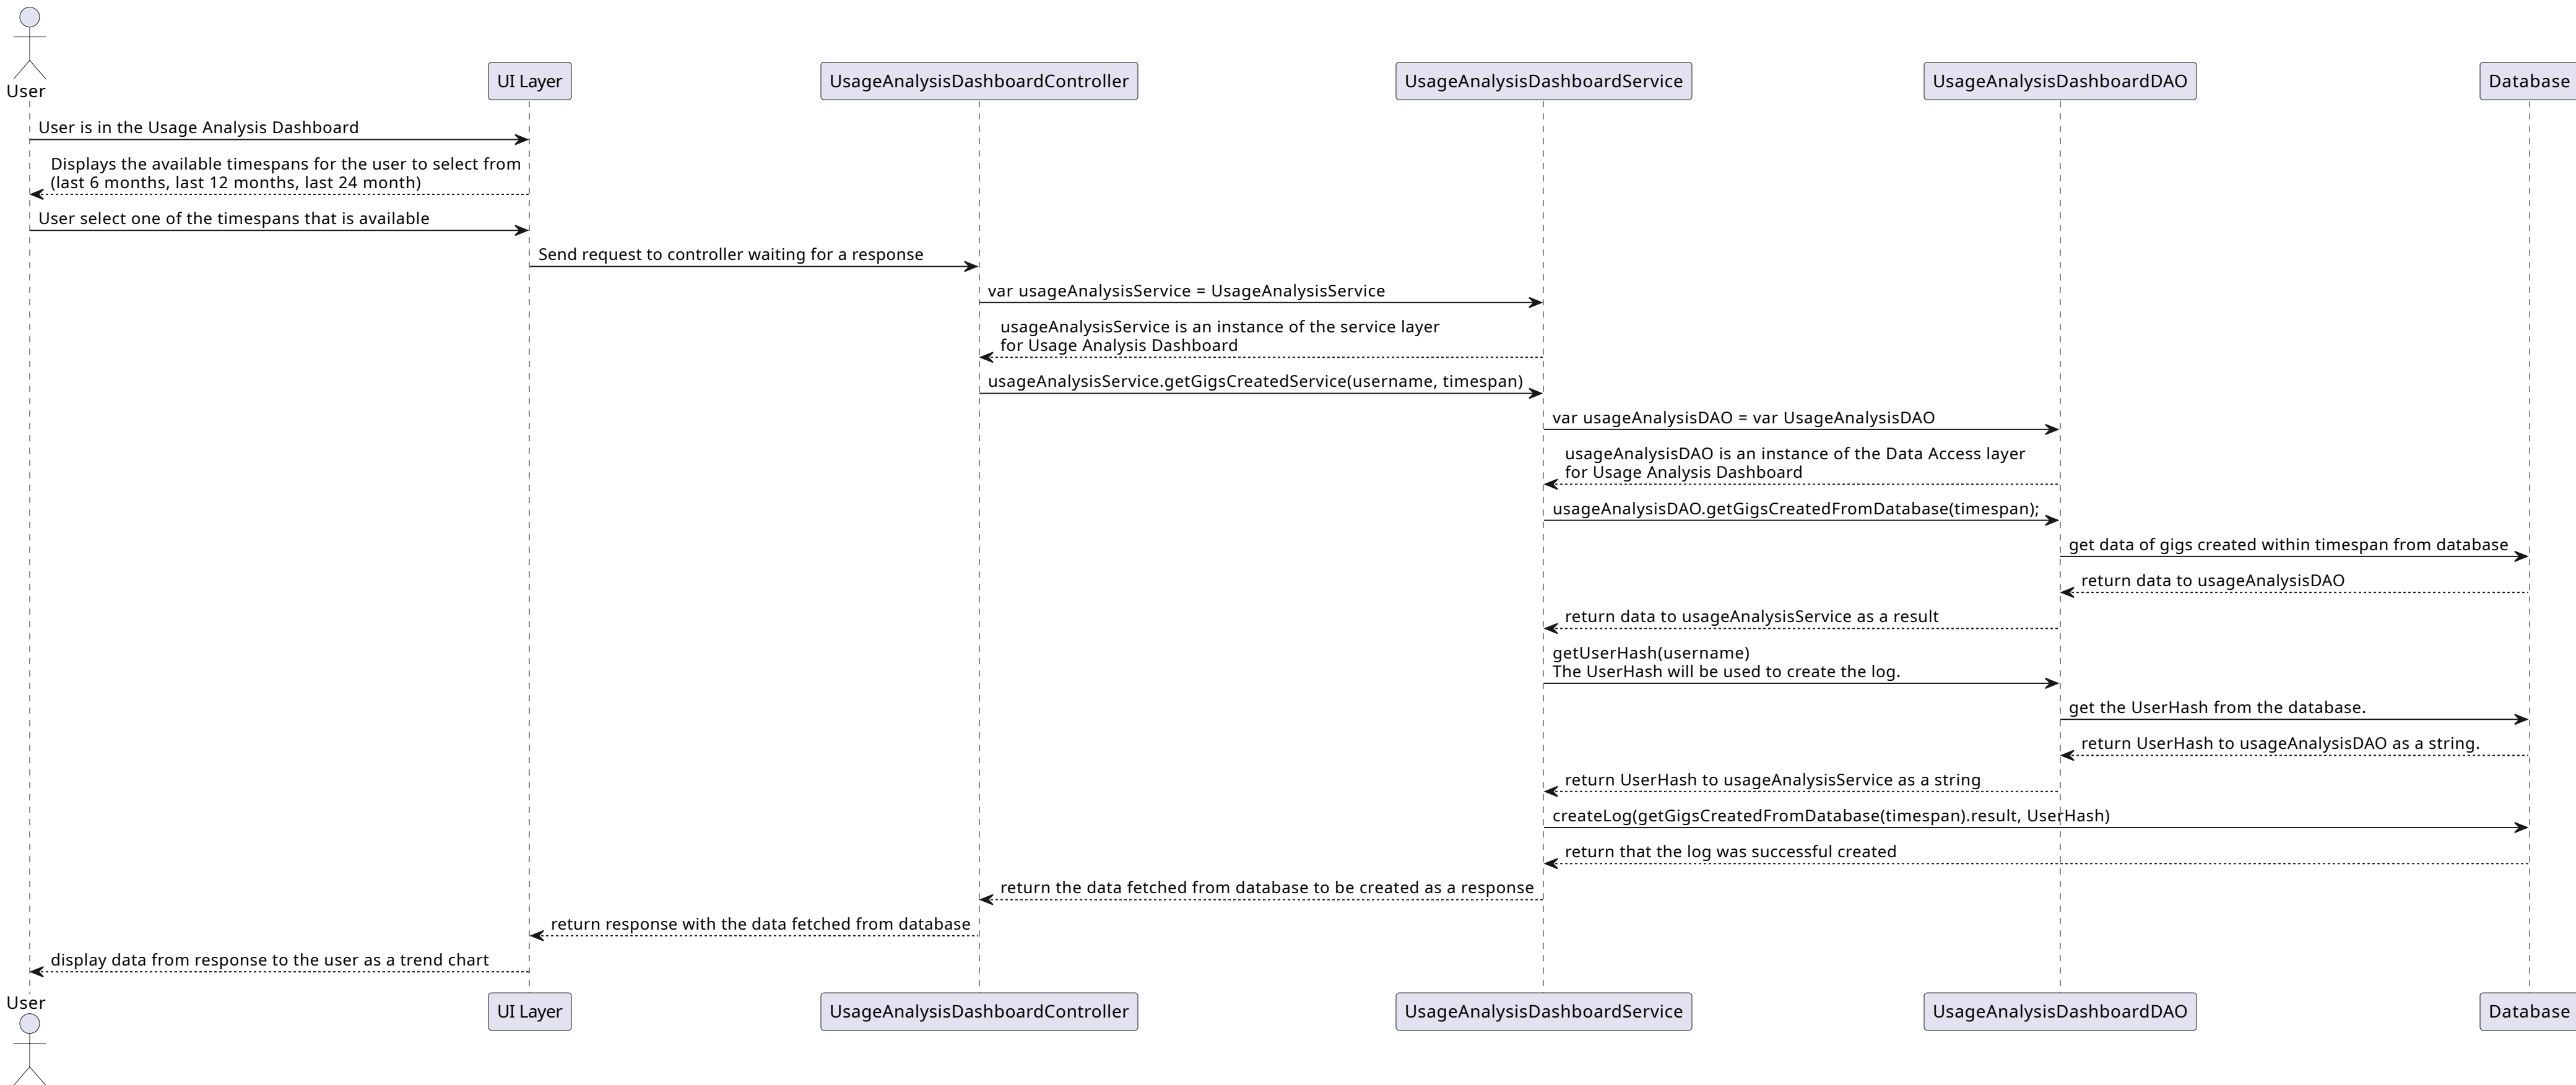 User
UI Layer
UsageAnalysisDashboardController
UsageAnalysisDashboardService
UsageAnalysisDashboardDAO
Database
User is in the Usage Analysis Dashboard
Displays the available timespans for the user to select from
(last 6 months, last 12 months, last 24 month)
User select one of the timespans that is available
Send request to controller waiting for a response
var usageAnalysisService = UsageAnalysisService
usageAnalysisService is an instance of the service layer
for Usage Analysis Dashboard
usageAnalysisService.getGigsCreatedService(username, timespan)
var usageAnalysisDAO = var UsageAnalysisDAO
usageAnalysisDAO is an instance of the Data Access layer
for Usage Analysis Dashboard
usageAnalysisDAO.getGigsCreatedFromDatabase(timespan);
get data of gigs created within timespan from database
return data to usageAnalysisDAO
return data to usageAnalysisService as a result
getUserHash(username)
The UserHash will be used to create the log.
get the UserHash from the database.
return UserHash to usageAnalysisDAO as a string.
return UserHash to usageAnalysisService as a string
createLog(getGigsCreatedFromDatabase(timespan).result, UserHash)
return that the log was successful created
return the data fetched from database to be created as a response
return response with the data fetched from database
display data from response to the user as a trend chart
User
UI Layer
UsageAnalysisDashboardController
UsageAnalysisDashboardService
UsageAnalysisDashboardDAO
Database